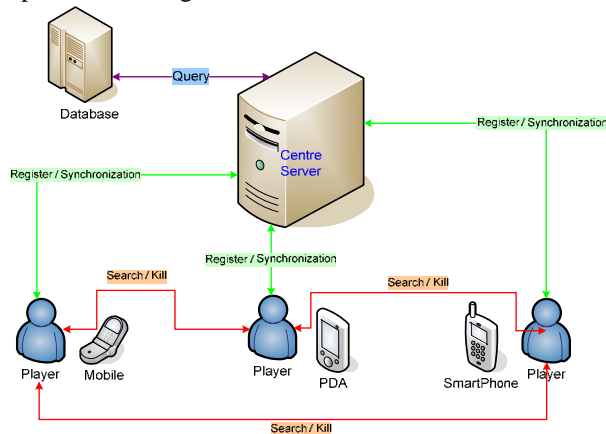 Query
Database
Centre
Server
Register / Synchronization
Register / Synchronization
Register / Synchronization
Search / Kill
Search / Kill
Player
Mobile
Player
PDA
SmartPhone
Player
Search / Kill